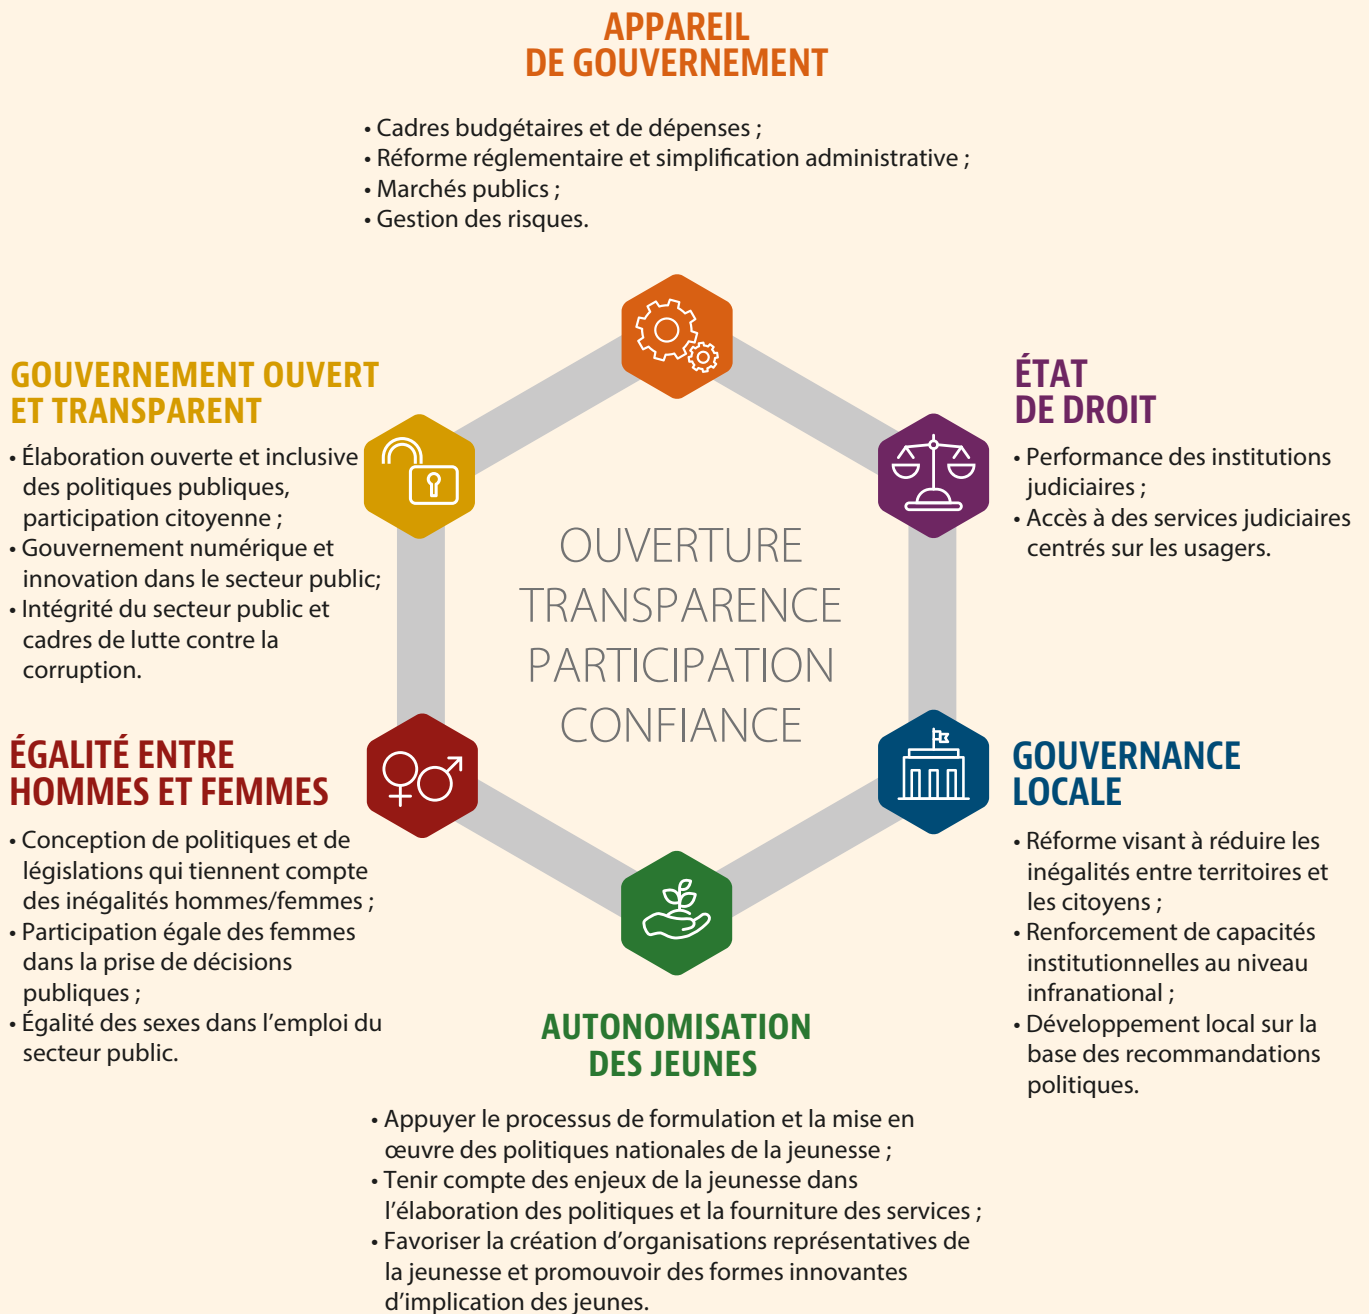 APPAREIL
DE GOUVERNEMENT
• Cadres budgétaires et de dépenses ;
• Réforme réglementaire et simplification administrative ;
• Marchés publics ;
• Gestion des risques.
GOUVERNEMENT OUVERT
ET TRANSPARENT
• Élaboration ouverte et inclusive
des politiques publiques,
participation citoyenne ;
• Gouvernement numérique et
innovation dans le secteur public;
• Intégrité du secteur public et
cadres de lutte contre la
corruption.
ÉTAT
DE DROIT
• Performance des institutions
judiciaires ;
• Accès à des services judiciaires
centrés sur les usagers.
OUVERTURE
TRANSPARENCE
PARTICIPATION
CONFIANCE
ÉGALITÉ ENTRE
HOMMES ET FEMMES
• Conception de politiques et de
législations qui tiennent compte
des inégalités hommes/femmes ;
• Participation égale des femmes
dans la prise de décisions
publiques ;
• Égalité des sexes dans l’emploi du
secteur public.
GOUVERNANCE
LOCALE
• Réforme visant à réduire les
inégalités entre territoires et
les citoyens ;
• Renforcement de capacités
institutionnelles au niveau
infranational ;
• Développement local sur la
base des recommandations
politiques.
AUTONOMISATION
DES JEUNES
• Appuyer le processus de formulation et la mise en
œuvre des politiques nationales de la jeunesse ;
• Tenir compte des enjeux de la jeunesse dans
l’élaboration des politiques et la fourniture des services ;
• Favoriser la création d’organisations représentatives de
la jeunesse et promouvoir des formes innovantes
d’implication des jeunes.